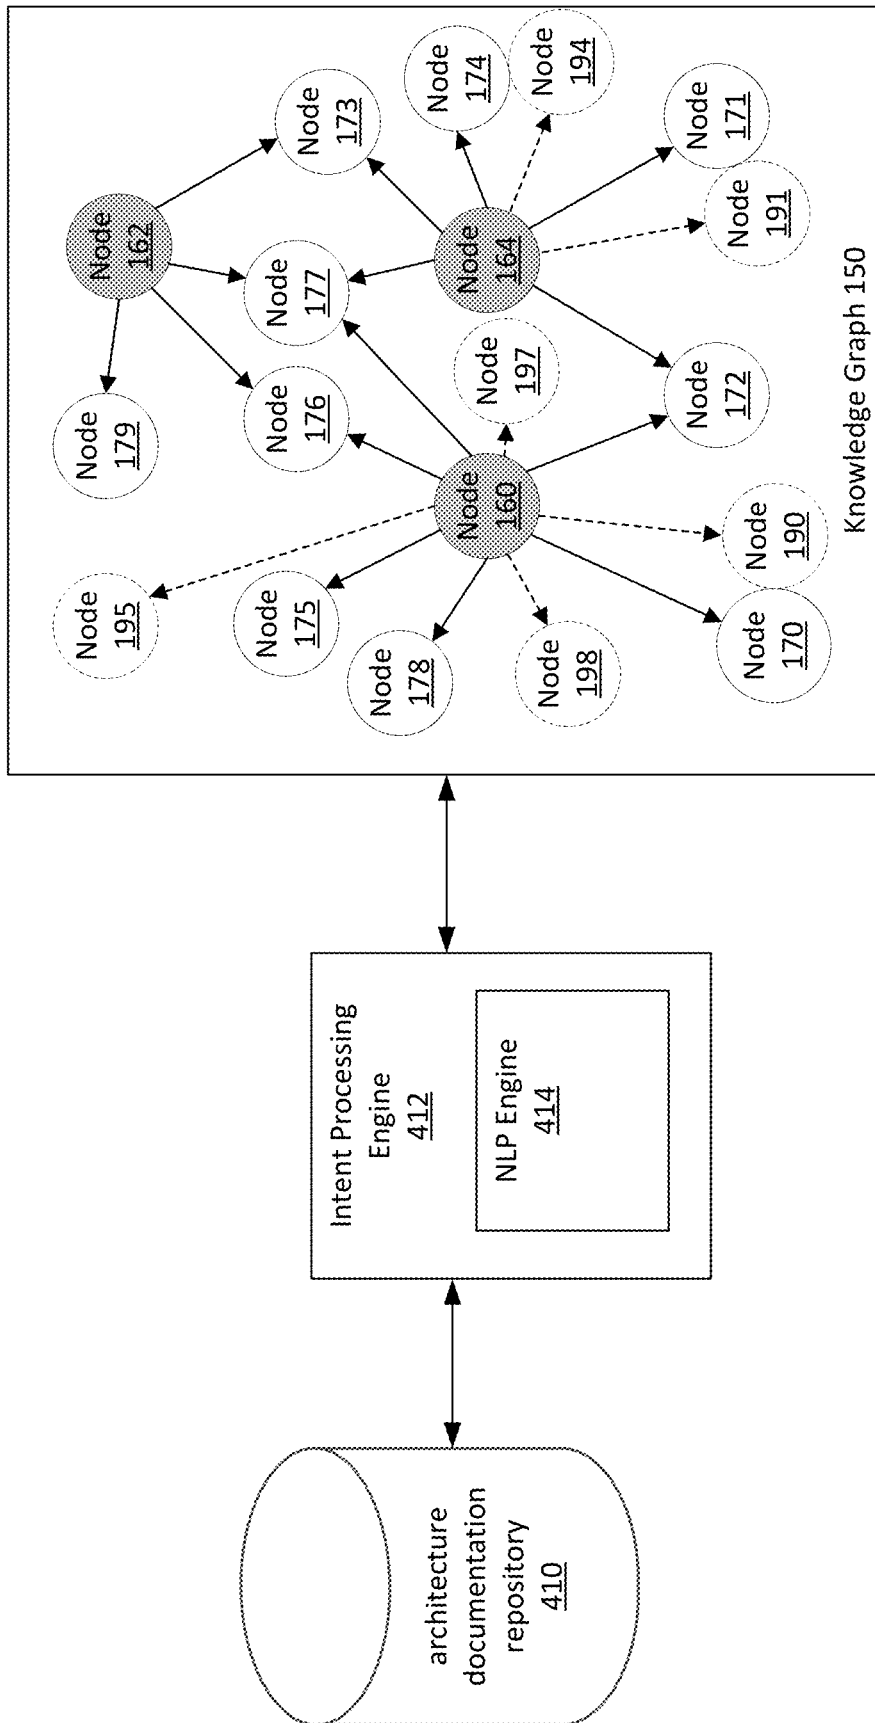 architecture
documentation
repository
410
Intent Processing
Engine
412
NLP Engine
414
Node
195
Node
179
Node
162
Node
175
Node
176
Node
177
Node
173
Node
178
Node
160
Node
197
Node
164
Node
174
Node
194
Node
198
Node
170
Node
190
Node
172
Node
191
Node
171
Knowledge Graph 150